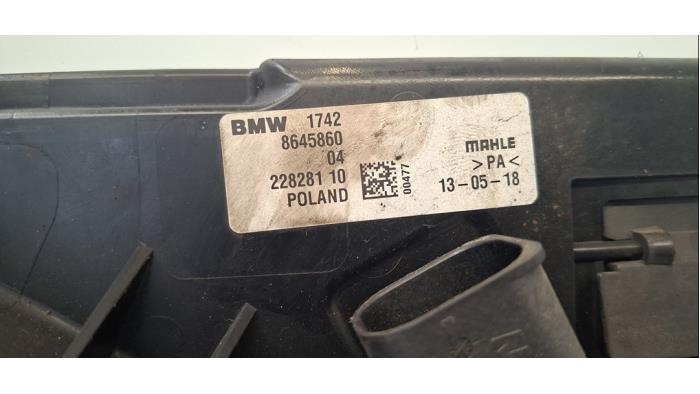 BMW 1742
8645860
04
228281 10
POLAND
00477
MAHLE
>PA<
13-05-18